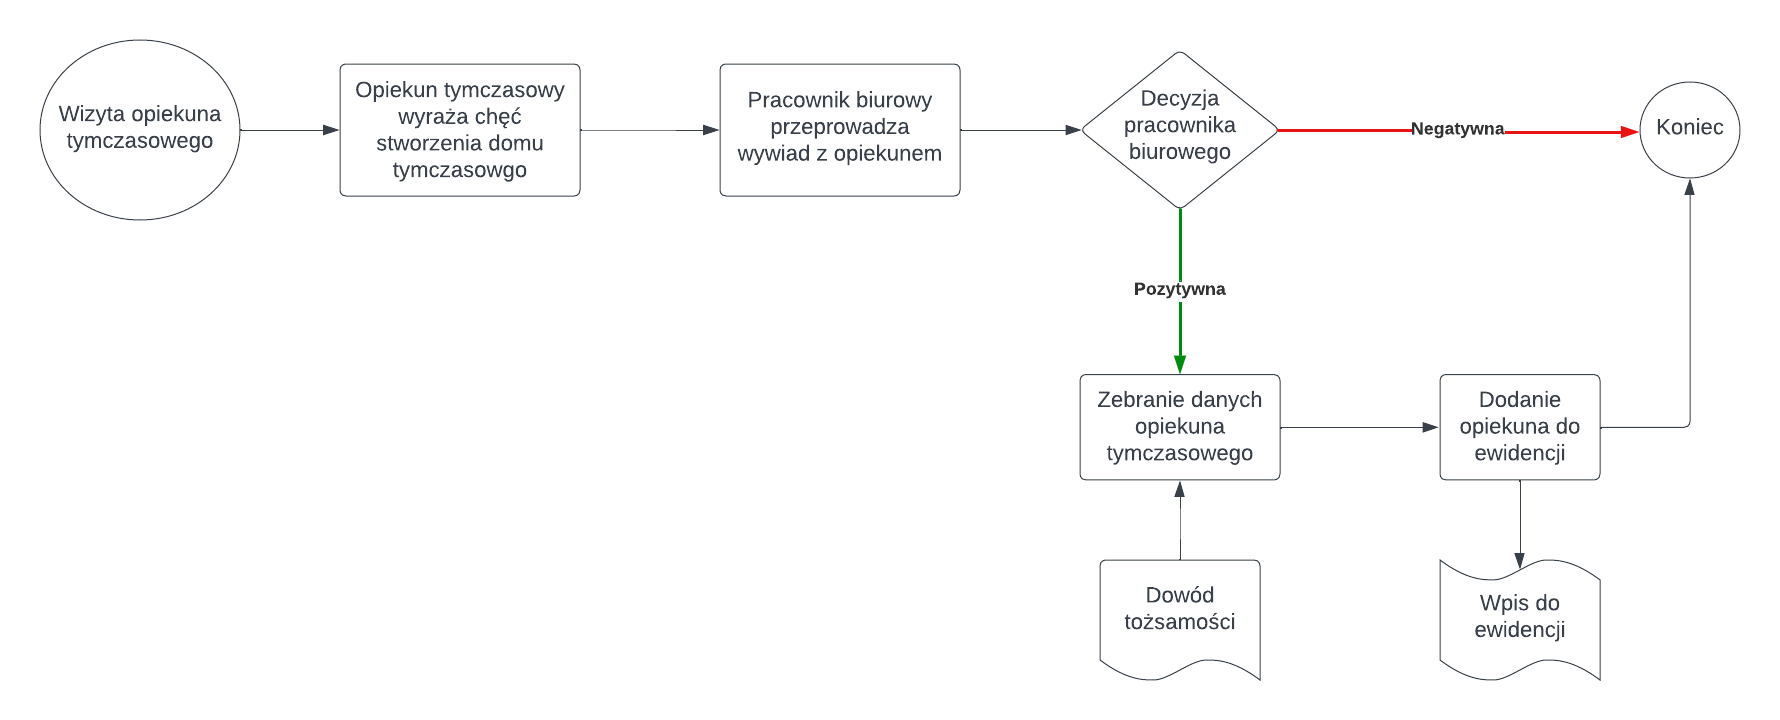 Wizyta opiekuna
tymczasowego
Opiekun tymczasowy
wyraża chęć
stworzenia domu
tymczasowgo
Pracownik biurowy
przeprowadza
wywiad z opiekunem
Decyzja
pracownika
biurowego
Negatywna
Koniec
Pozytywna
Zebranie danych
opiekuna
tymczasowego
Dodanie
opiekuna do
ewidencji
Dowód
tożsamości
Wpis do
ewidencji